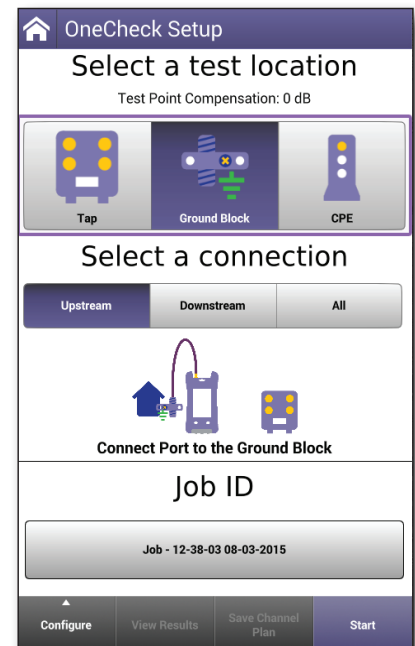 OneCheck Setup
Select a test location
Test Point Compensation: 0 dB
Tap Ground Block CPE
Select a connection
Upstream Downstream All
Connect Port to the Ground Block
Job ID
Job - 12-38-03 08-03-2015
Configure View Results Save Channel
Plan Start